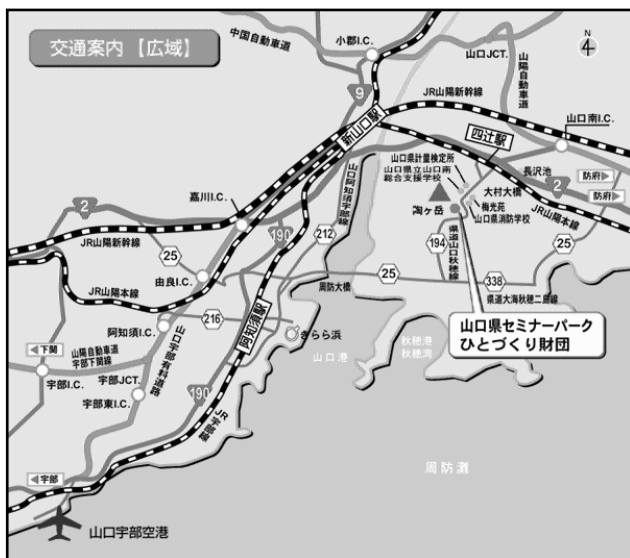 交通案内【広域】
中国自動車道
小郡I.C.
山口JCT.
山陽自動車道
N
4
9
JR山陽新幹線
新山口駅
山口南I.C.
四辻駅
山口県計量検定所
山口県立山口南
総合支援学校
長沢池
防府
防府
2
大村大橋
梅光苑
山口県消防学校
陶ヶ岳
JR山陽本線
嘉川I.C.
山口阿知須宇部線
2
190
212
194
県道山口秋穂線
25
JR山陽新幹線
25
由良I.C.
周防大橋
25
338
県道大海秋穂二島線
JR山陽本線
阿知須I.C.
216
阿知須駅
きらら浜
山口港
秋穂港
秋穂湾
山口県セミナーパーク
ひとづくり財団
下関
山陽自動車道
宇部下関線
山口宇部有料道路
宇部I.C.
宇部JCT.
宇部東I.C.
190
JR宇部線
周防灘
宇部
山口宇部空港